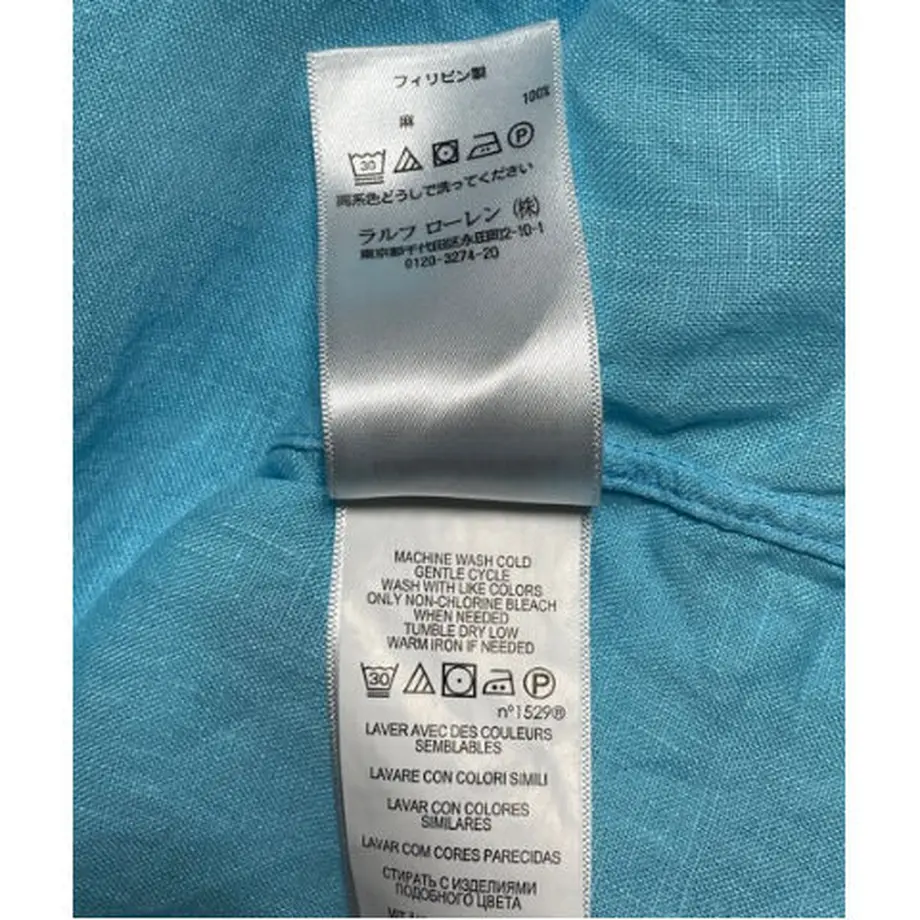 フィリピン製
麻 100%
30 P
同系色どうしで洗ってください
ラルフ ローレン (株)
東京都千代田区永田町2-10-1
0120-3274-20
MACHINE WASH COLD
GENTLE CYCLE
WASH WITH LIKE COLORS
ONLY NON-CHLORINE BLEACH
WHEN NEEDED
TUMBLE DRY LOW
WARM IRON IF NEEDED
30 P
nº1529®
LAVER AVEC DES COULEURS
SEMBLABLES
LAVARE CON COLORI SIMILI
LAVAR CON COLORES
SIMILARES
LAVAR COM CORES PARECIDAS
СТИРАТЬ С ИЗДЕЛИЯМИ
ПОДОБНОГО ЦВЕТА